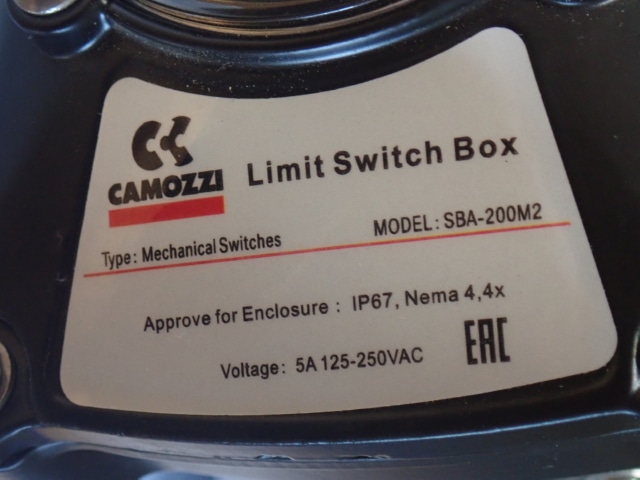 CAMOZZI
Limit Switch Box
Type: Mechanical Switches
MODEL: SBA-200M2
Approve for Enclosure : IP67, Nema 4,4x
Voltage: 5A 125-250VAC
EAC